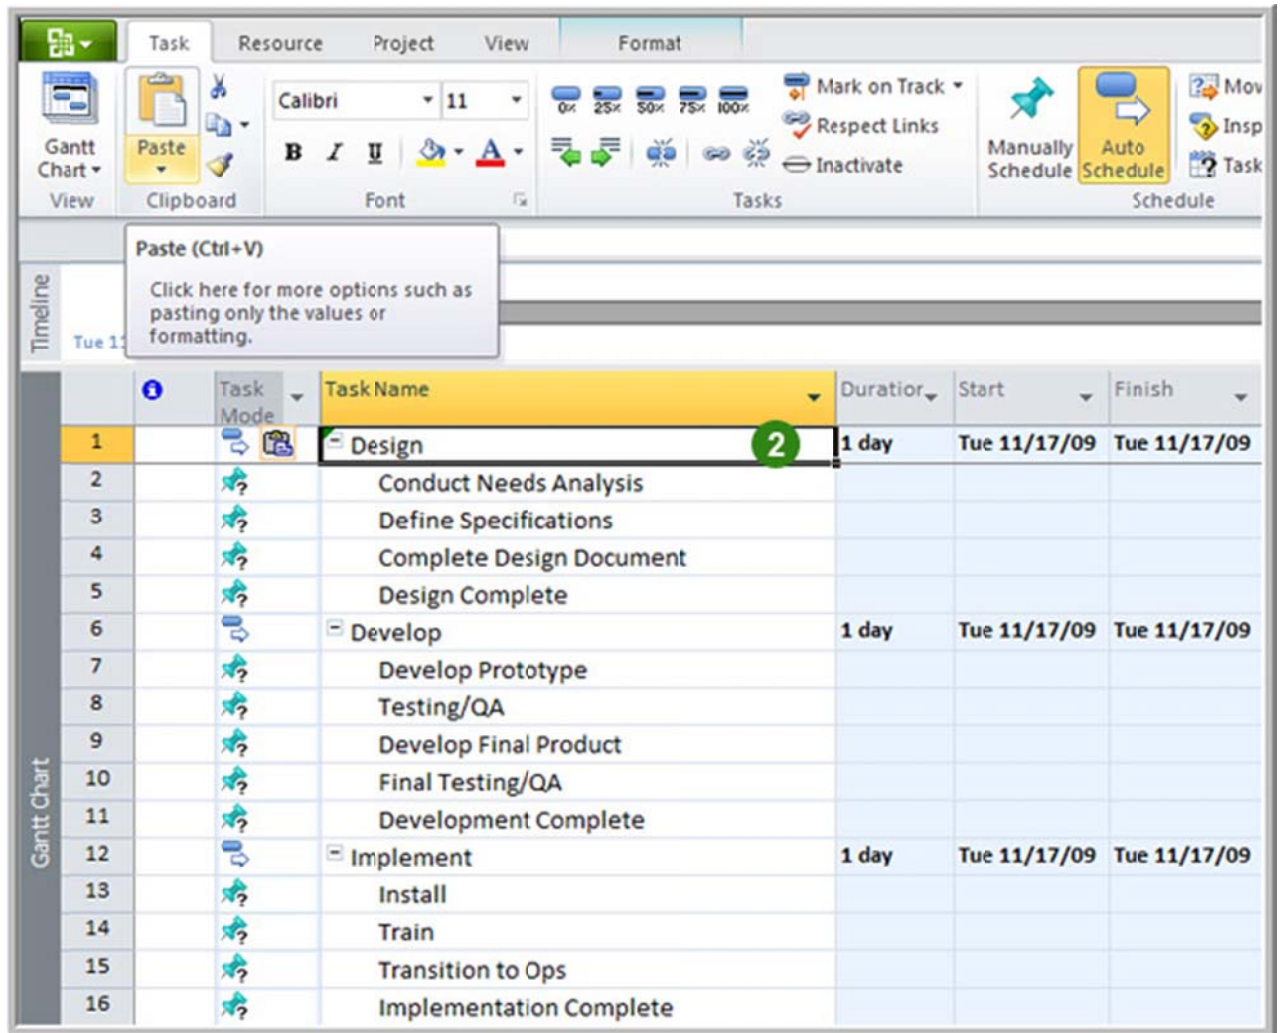 Task Resource Project View Format
Calibri 11 0% 25% 50% 75% 100% Mark on Track Mov
Gantt Chart Paste B I U A Respect Links Manually Schedule Auto Schedule Insp
Inactivate Task
View Clipboard Font Tasks Schedule
Paste (Ctrl+V)
Click here for more options such as
pasting only the values or
formatting.
Timeline
Tue 11
Task Mode Task Name Duration Start Finish
1 Design 2 1 day Tue 11/17/09 Tue 11/17/09
2 Conduct Needs Analysis
3 Define Specifications
4 Complete Design Document
5 Design Complete
6 Develop 1 day Tue 11/17/09 Tue 11/17/09
7 Develop Prototype
8 Testing/QA
9 Develop Final Product
10 Final Testing/QA
11 Development Complete
12 Implement 1 day Tue 11/17/09 Tue 11/17/09
13 Install
14 Train
15 Transition to Ops
16 Implementation Complete
Gantt Chart